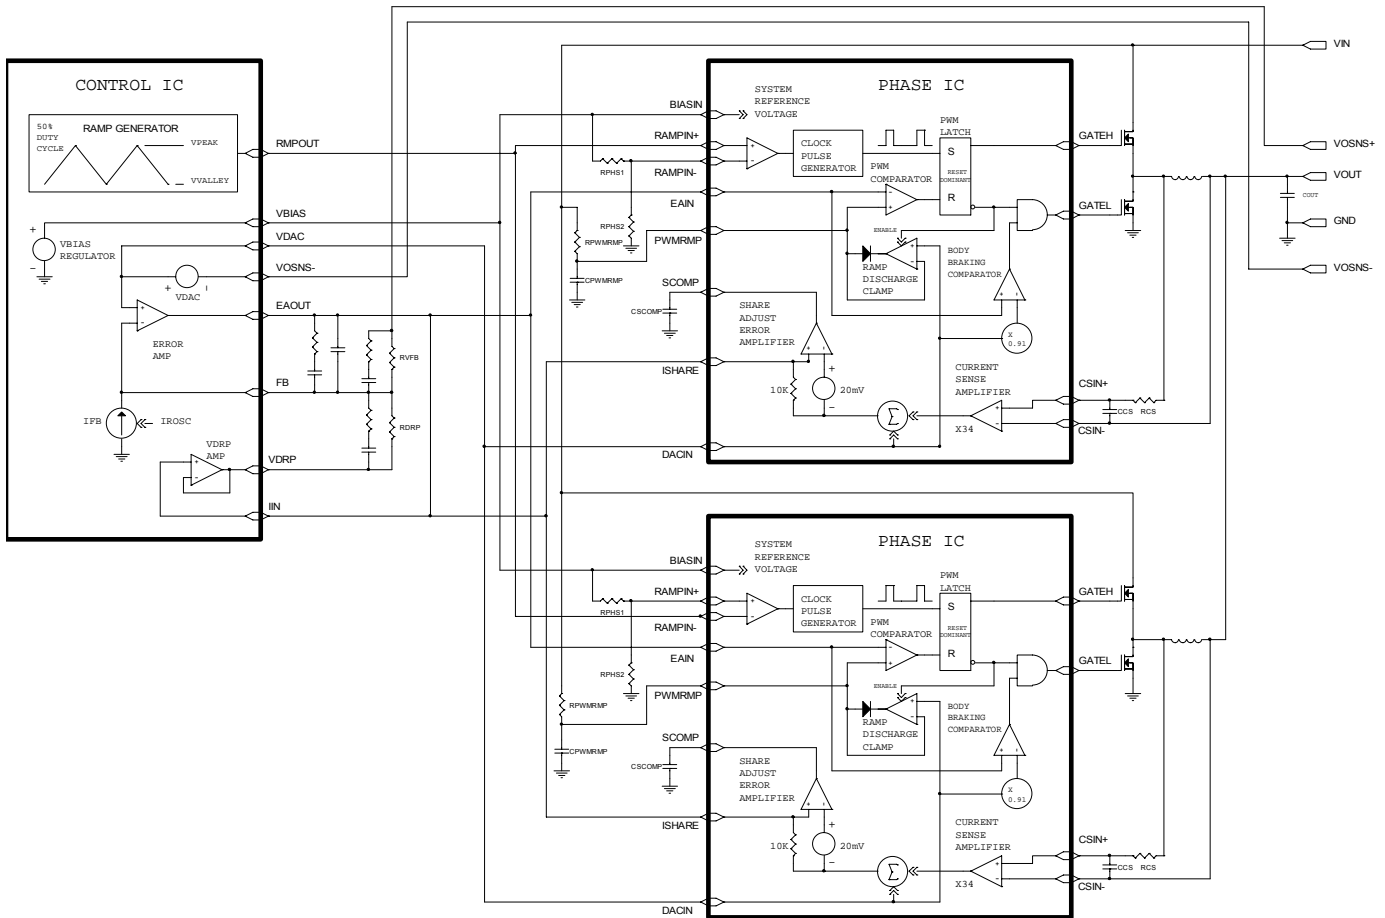 CONTROL IC
50%
DUTY
CYCLE
RAMP GENERATOR
VPEAK
VVALLEY
RMPOUT
VBIAS
+
VBIAS
REGULATOR
-
VDAC
VOSNS-
+
VDAC
-
EAOUT
+
-
ERROR
AMP
RVFB
FB
IFB
IROSC
RDRP
VDRP
AMP
+
-
VDRP
IIN
VIN
VOSNS+
VOUT
COUT
GND
VOSNS-
PHASE IC
BIASIN
SYSTEM
REFERENCE
VOLTAGE
RAMPIN+
RAMPIN-
RPHS1
+
-
CLOCK
PULSE
GENERATOR
PWM
LATCH
S
RESET
DOMINANT
R
GATEH
EAIN
RPHS2
PWM
COMPARATOR
-
+
GATEL
PWMRMP
RPWMRMP
CPWMRMP
ENABLE
+
-
RAMP
DISCHARGE
CLAMP
BODY
BRAKING
COMPARATOR
+
-
SCOMP
CSCOMP
SHARE
ADJUST
ERROR
AMPLIFIER
+
-
X
0.91
ISHARE
10K
+
20mV
-
Σ
CURRENT
SENSE
AMPLIFIER
X34
+
-
CSIN+
CCS
RCS
CSIN-
DACIN
PHASE IC
BIASIN
SYSTEM
REFERENCE
VOLTAGE
RAMPIN+
RPHS1
RAMPIN-
+
-
CLOCK
PULSE
GENERATOR
PWM
LATCH
S
RESET
DOMINANT
R
GATEH
EAIN
RPHS2
PWM
COMPARATOR
-
+
GATEL
PWMRMP
RPWMRMP
CPWMRMP
ENABLE
+
-
RAMP
DISCHARGE
CLAMP
BODY
BRAKING
COMPARATOR
+
-
SCOMP
CSCOMP
SHARE
ADJUST
ERROR
AMPLIFIER
+
-
X
0.91
ISHARE
10K
+
20mV
-
Σ
CURRENT
SENSE
AMPLIFIER
X34
+
-
CSIN+
CCS
RCS
CSIN-
DACIN